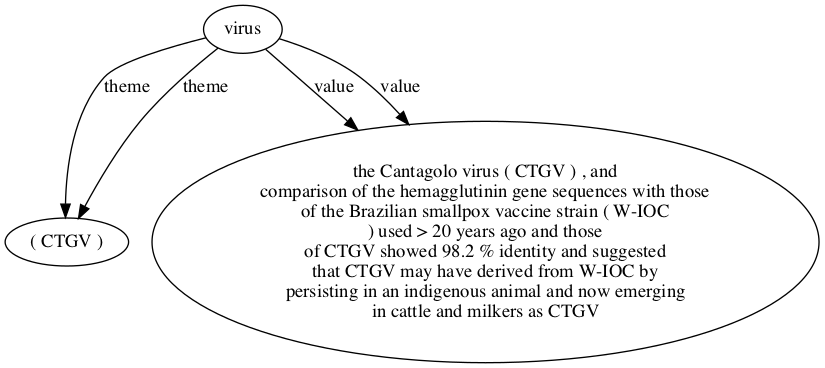 virus
theme
theme
value
value
( CTGV )
the Cantagolo virus ( CTGV ) , and
comparison of the hemagglutinin gene sequences with those
of the Brazilian smallpox vaccine strain ( W-IOC
) used > 20 years ago and those
of CTGV showed 98.2 % identity and suggested
that CTGV may have derived from W-IOC by
persisting in an indigenous animal and now emerging
in cattle and milkers as CTGV